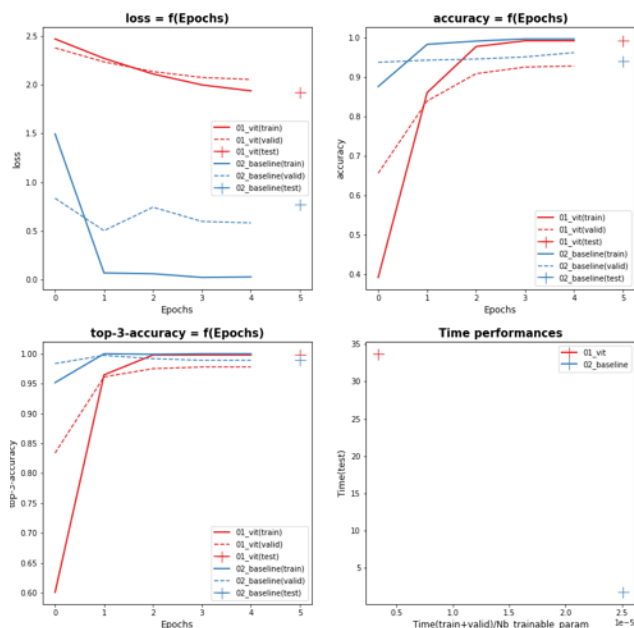 loss = f(Epochs)
2.5
2.0
1.5
1.0
0.5
0.0
loss
0 1 2 3 4 5
Epochs
01_vit(train)
01_vit(valid)
01_vit(test)
02_baseline(train)
02_baseline(valid)
02_baseline(test)
accuracy = f(Epochs)
1.0
0.9
0.8
0.7
0.6
0.5
0.4
accuracy
0 1 2 3 4 5
Epochs
01_vit(train)
01_vit(valid)
01_vit(test)
02_baseline(train)
02_baseline(valid)
02_baseline(test)
top-3-accuracy = f(Epochs)
1.00
0.95
0.90
0.85
0.80
0.75
0.70
0.65
0.60
top-3-accuracy
0 1 2 3 4 5
Epochs
01_vit(train)
01_vit(valid)
01_vit(test)
02_baseline(train)
02_baseline(valid)
02_baseline(test)
Time performances
35
30
25
20
15
10
5
Time(test)
0.5 1.0 1.5 2.0 2.5
1e-5
Time(train+valid)/Nb_trainable_param
01_vit
02_baseline